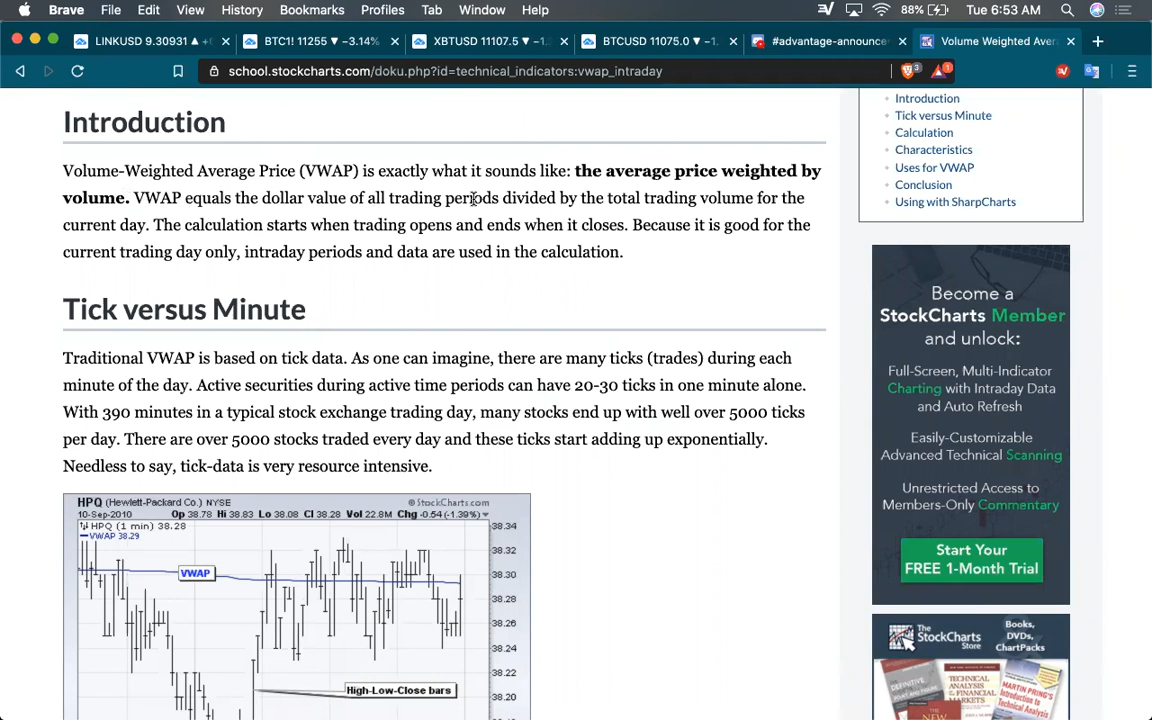 Brave File Edit View History Bookmarks Profiles Tab Window Help 88% Tue 6:53 AM
LINKUSD 9.30931 ▲ +
BTC1! 11255 ▼ −3.14%
XBTUSD 11107.5 ▼ −1.
BTCUSD 11075.0 ▼ −1.
#advantage-announce
Volume Weighted Aver
school.stockcharts.com/doku.php?id=technical_indicators:vwap_intraday
3
1
Introduction
Volume-Weighted Average Price (VWAP) is exactly what it sounds like: the average price weighted by
volume. VWAP equals the dollar value of all trading periods divided by the total trading volume for the
current day. The calculation starts when trading opens and ends when it closes. Because it is good for the
current trading day only, intraday periods and data are used in the calculation.
Tick versus Minute
Traditional VWAP is based on tick data. As one can imagine, there are many ticks (trades) during each
minute of the day. Active securities during active time periods can have 20-30 ticks in one minute alone.
With 390 minutes in a typical stock exchange trading day, many stocks end up with well over 5000 ticks
per day. There are over 5000 stocks traded every day and these ticks start adding up exponentially.
Needless to say, tick-data is very resource intensive.
HPQ (Hewlett-Packard Co.) NYSE © StockCharts.com
10-Sep-2010 Op 38.78 Hi 38.83 Lo 38.08 Cl 38.28 Vol 22.8M Chg -0.54 (-1.39%)
HPQ (1 min) 38.28
VWAP 38.29
VWAP
38.34
38.32
38.30
38.28
38.26
38.24
38.22
38.20
High-Low-Close bars
Introduction
Tick versus Minute
Calculation
Characteristics
Uses for VWAP
Conclusion
Using with SharpCharts
Become a
StockCharts Member
and unlock:
Full-Screen, Multi-Indicator
Charting with Intraday Data
and Auto Refresh
Easily-Customizable
Advanced Technical Scanning
Unrestricted Access to
Members-Only Commentary
Start Your
FREE 1-Month Trial
The
StockCharts
Store
Books,
DVDs,
ChartPacks
TECHNICAL
ANALYSIS
MARTIN PRING'S